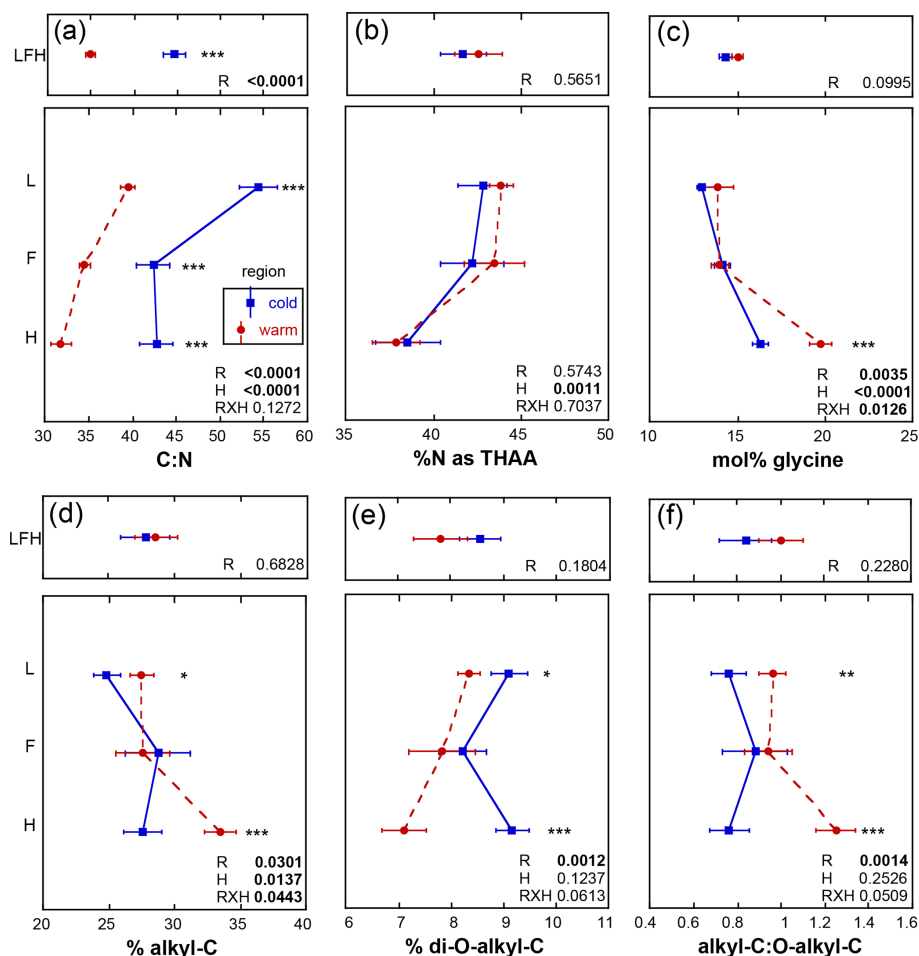 (a)
LFH
***
R <0.0001
L
***
F
***
region
cold
warm
H
***
R <0.0001
H <0.0001
RXH 0.1272
30 35 40 45 50 55 60
C:N
(b)
R 0.5651
R 0.5743
H 0.0011
RXH 0.7037
35 40 45 50
%N as THAA
(c)
R 0.0995
***
R 0.0035
H <0.0001
RXH 0.0126
10 15 20 25
mol% glycine
(d)
LFH
R 0.6828
L
*
F
H
***
R 0.0301
H 0.0137
RXH 0.0443
20 25 30 35 40
% alkyl-C
(e)
R 0.1804
*
***
R 0.0012
H 0.1237
RXH 0.0613
6 7 8 9 10 11
% di-O-alkyl-C
(f)
R 0.2280
**
***
R 0.0014
H 0.2526
RXH 0.0509
0.4 0.6 0.8 1 1.2 1.4 1.6
alkyl-C:O-alkyl-C